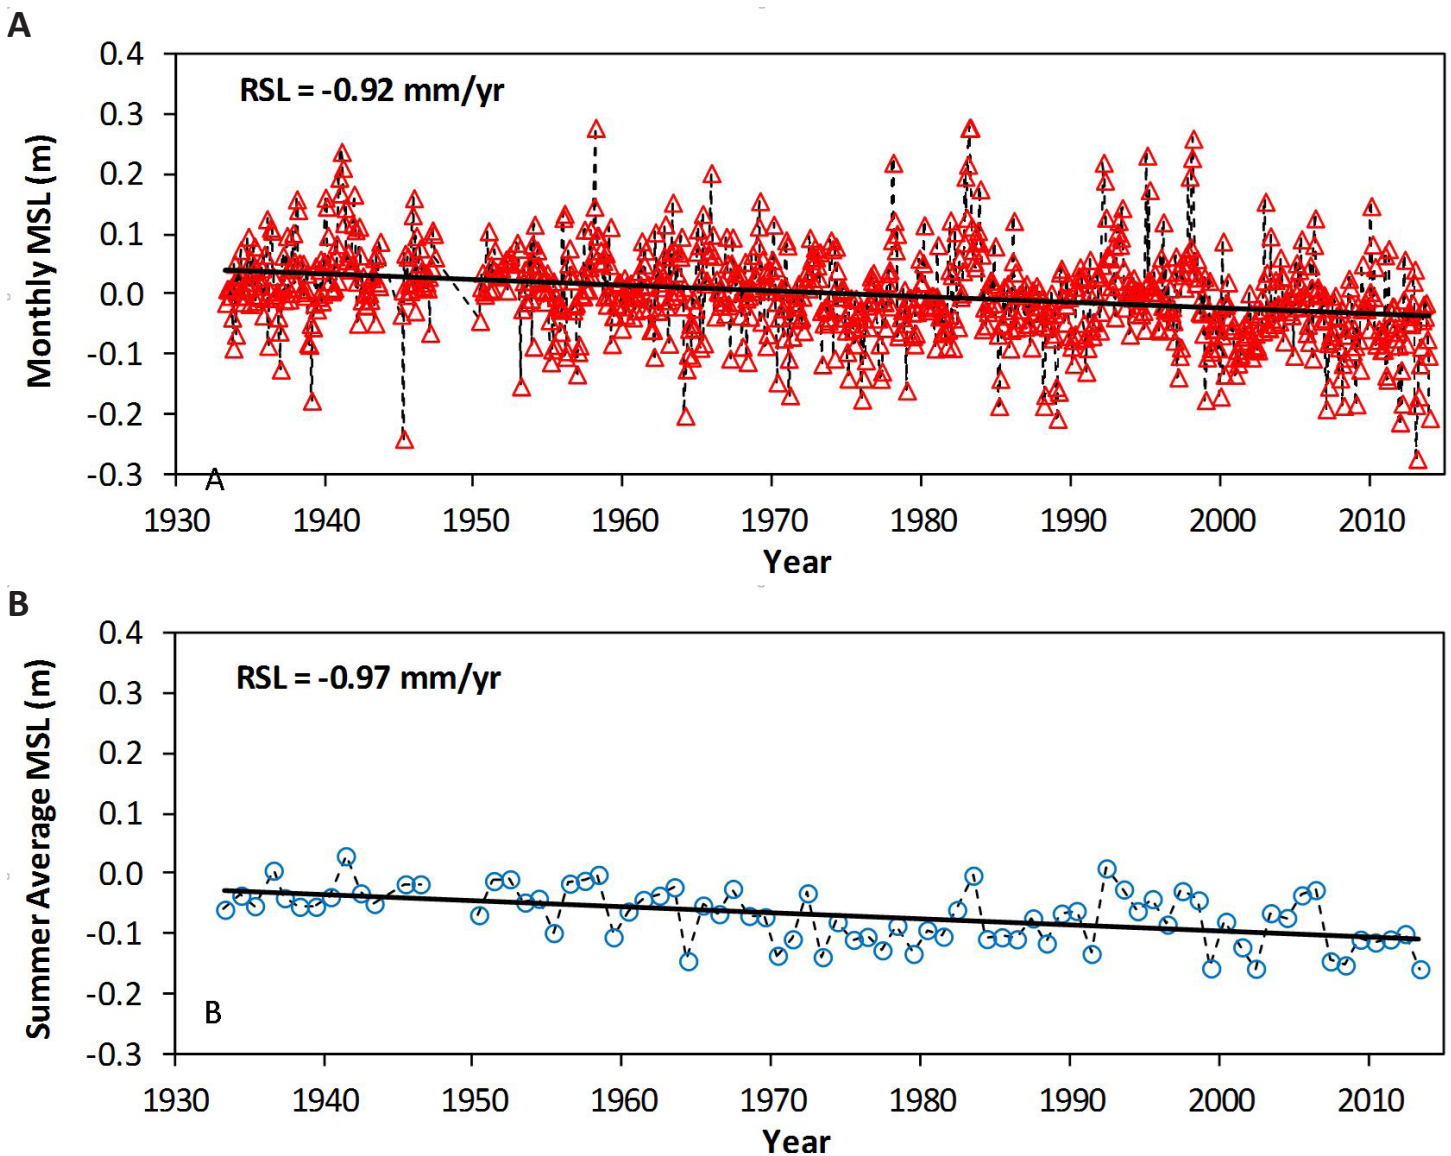 A
0.4
RSL = -0.92 mm/yr
0.3
0.2
0.1
0.0
-0.1
-0.2
-0.3
Monthly MSL (m)
A
1930 1940 1950 1960 1970 1980 1990 2000 2010
Year
B
0.4
RSL = -0.97 mm/yr
0.3
0.2
0.1
0.0
-0.1
-0.2
-0.3
Summer Average MSL (m)
B
1930 1940 1950 1960 1970 1980 1990 2000 2010
Year